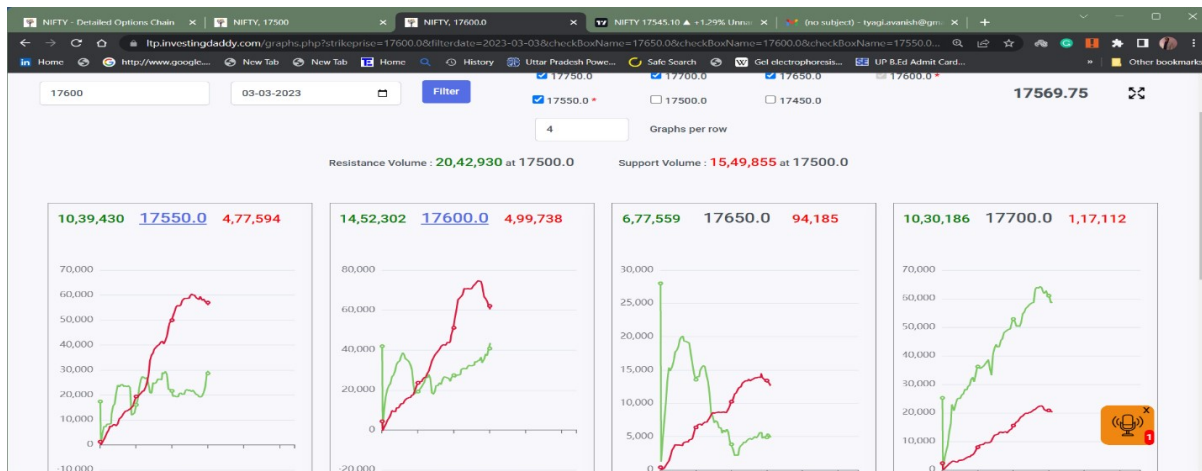 NIFTY - Detailed Options Chain
NIFTY, 17500
NIFTY, 17600.0
NIFTY 17545.10 ▲ +1.29% Unna
(no subject) - tyagi.avanish@gm
ltp.investingdaddy.com/graphs.php?strikeprise=17600.0&filterdate=2023-03-03&checkBoxName=17650.0&checkBoxName=17600.0&checkBoxName=17550.0...
Home
http://www.google....
New Tab
New Tab
Home
History
Uttar Pradesh Powe...
Safe Search
Gel electrophoresis...
UP B.Ed Admit Card...
»
Other bookmarks
17750.0 17700.0 17650.0 17600.0 *
17600 03-03-2023 Filter 17569.75
17550.0 * 17500.0 17450.0
4 Graphs per row
Resistance Volume : 20,42,930 at 17500.0 Support Volume : 15,49,855 at 17500.0
10,39,430 17550.0 4,77,594
70,000
60,000
50,000
40,000
30,000
20,000
10,000
0
-10,000
14,52,302 17600.0 4,99,738
80,000
60,000
40,000
20,000
0
-20,000
6,77,559 17650.0 94,185
30,000
25,000
20,000
15,000
10,000
5,000
0
10,30,186 17700.0 1,17,112
70,000
60,000
50,000
40,000
30,000
20,000
10,000
0
1